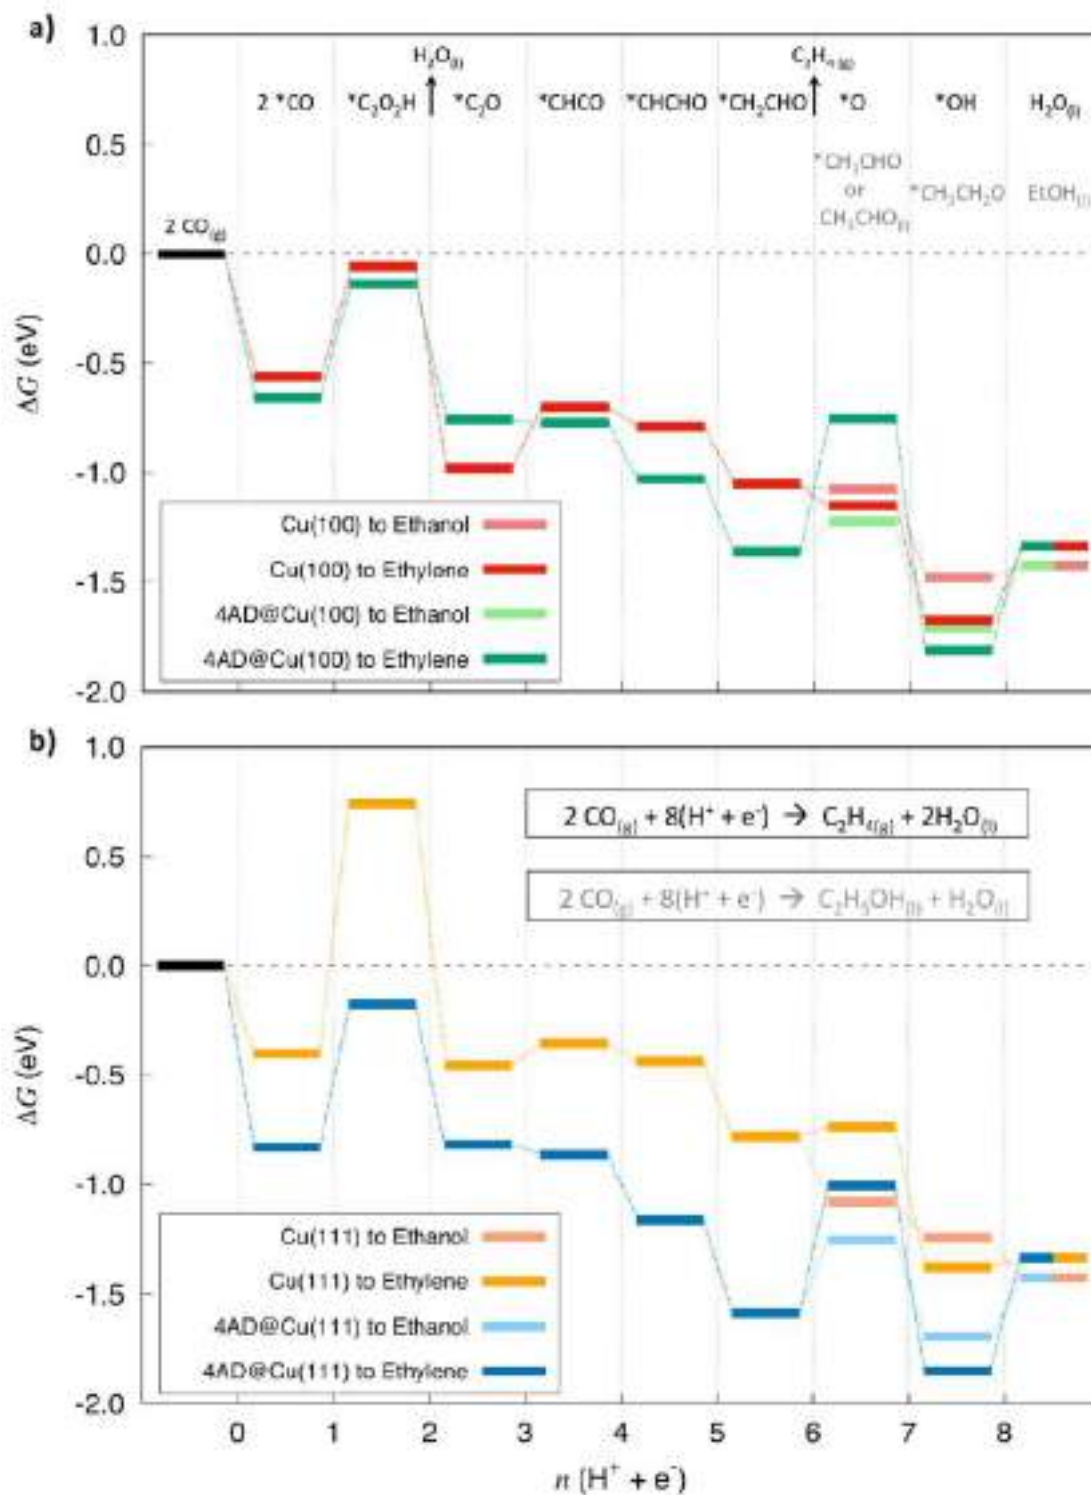 a)
1.0
0.5
0.0
-0.5
-1.0
-1.5
-2.0
ΔG (eV)
H₂O₍ₗ₎
C₂H₄₍g₎
2 *CO
*C₂O₂H
*C₂O
*CHCO
*CHCHO
*CH₂CHO
*O
*OH
H₂O₍ₗ₎
*CH₃CHO
or
CH₃CHO₍ₗ₎
*CH₃CH₂O
EtOH₍ₗ₎
2 CO₍g₎
Cu(100) to Ethanol
Cu(100) to Ethylene
4AD@Cu(100) to Ethanol
4AD@Cu(100) to Ethylene
b)
1.0
0.5
0.0
-0.5
-1.0
-1.5
-2.0
ΔG (eV)
2 CO₍g₎ + 8(H⁺ + e⁻) → C₂H₄₍g₎ + 2H₂O₍ₗ₎
2 CO₍g₎ + 8(H⁺ + e⁻) → C₂H₅OH₍ₗ₎ + H₂O₍ₗ₎
Cu(111) to Ethanol
Cu(111) to Ethylene
4AD@Cu(111) to Ethanol
4AD@Cu(111) to Ethylene
0 1 2 3 4 5 6 7 8
n (H⁺ + e⁻)